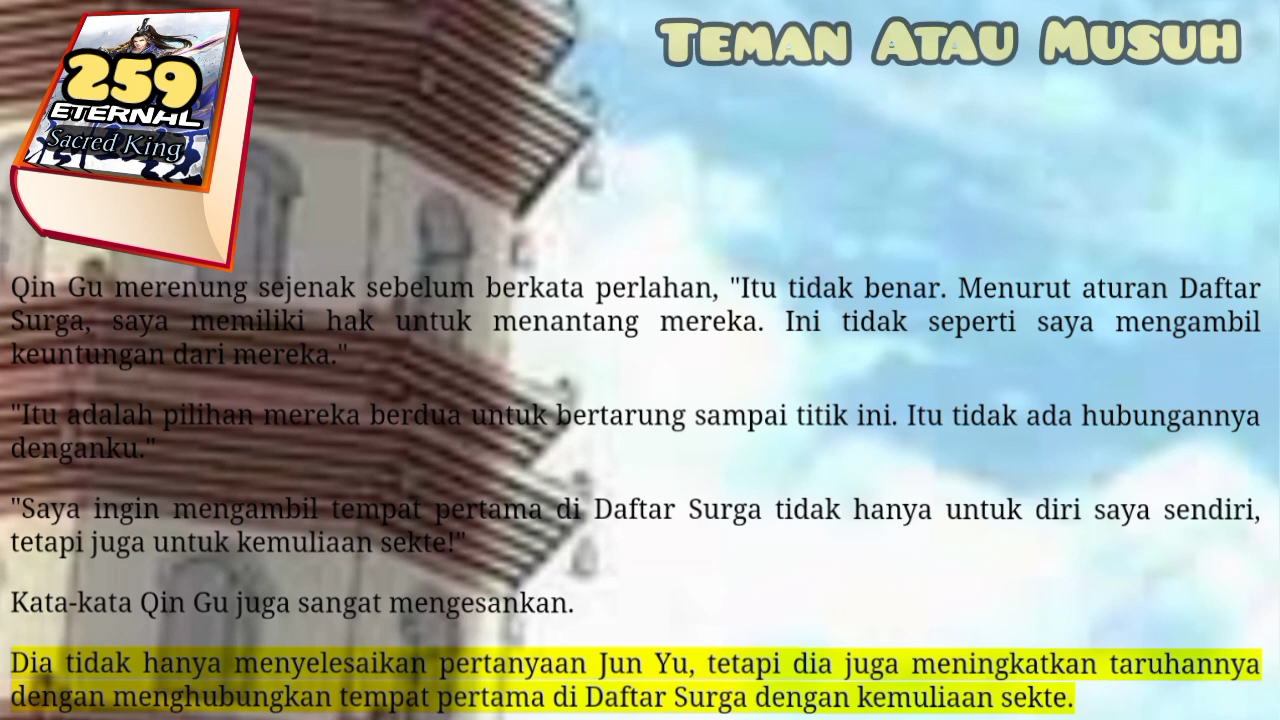 Teman Atau Musuh
259
ETERNAL
Sacred King
Qin Gu merenung sejenak sebelum berkata perlahan, "Itu tidak benar. Menurut aturan Daftar
Surga, saya memiliki hak untuk menantang mereka. Ini tidak seperti saya mengambil
keuntungan dari mereka."
"Itu adalah pilihan mereka berdua untuk bertarung sampai titik ini. Itu tidak ada hubungannya
denganku."
"Saya ingin mengambil tempat pertama di Daftar Surga tidak hanya untuk diri saya sendiri,
tetapi juga untuk kemuliaan sekte!"
Kata-kata Qin Gu juga sangat mengesankan.
Dia tidak hanya menyelesaikan pertanyaan Jun Yu, tetapi dia juga meningkatkan taruhannya
dengan menghubungkan tempat pertama di Daftar Surga dengan kemuliaan sekte.